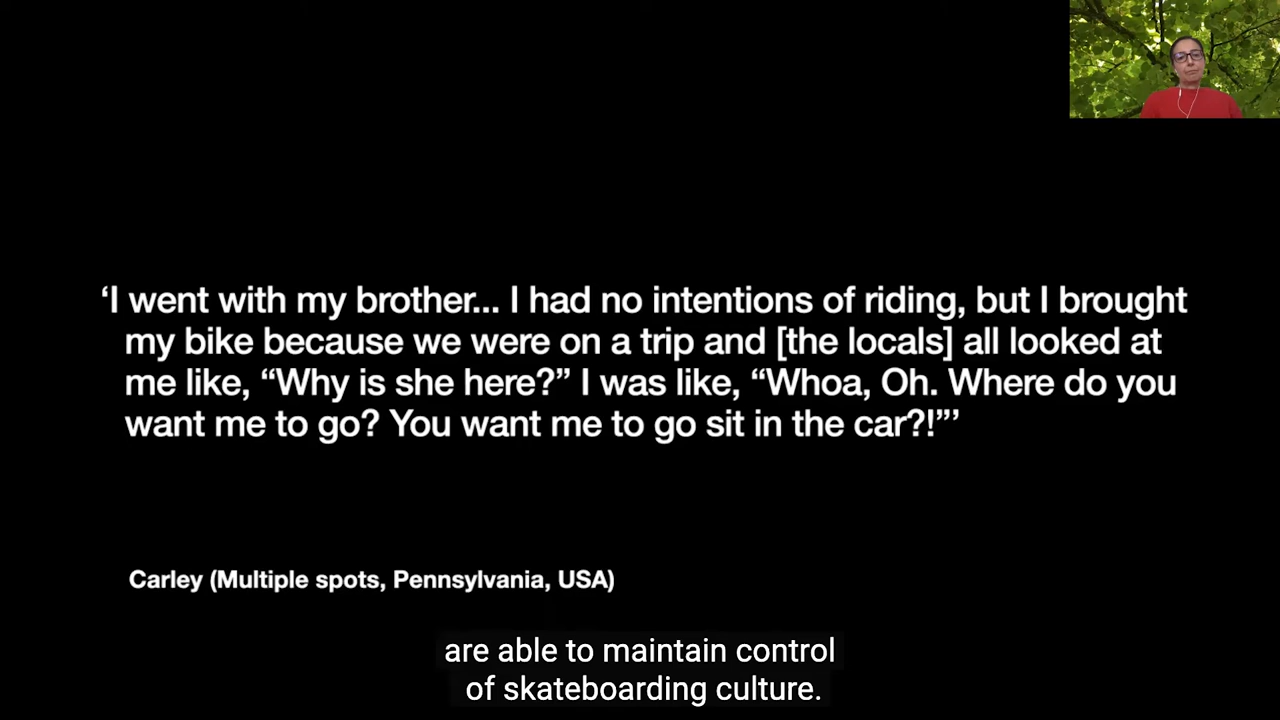 ‘I went with my brother... I had no intentions of riding, but I brought
my bike because we were on a trip and [the locals] all looked at
me like, “Why is she here?” I was like, “Whoa, Oh. Where do you
want me to go? You want me to go sit in the car?!”’
Carley (Multiple spots, Pennsylvania, USA)
are able to maintain control
of skateboarding culture.